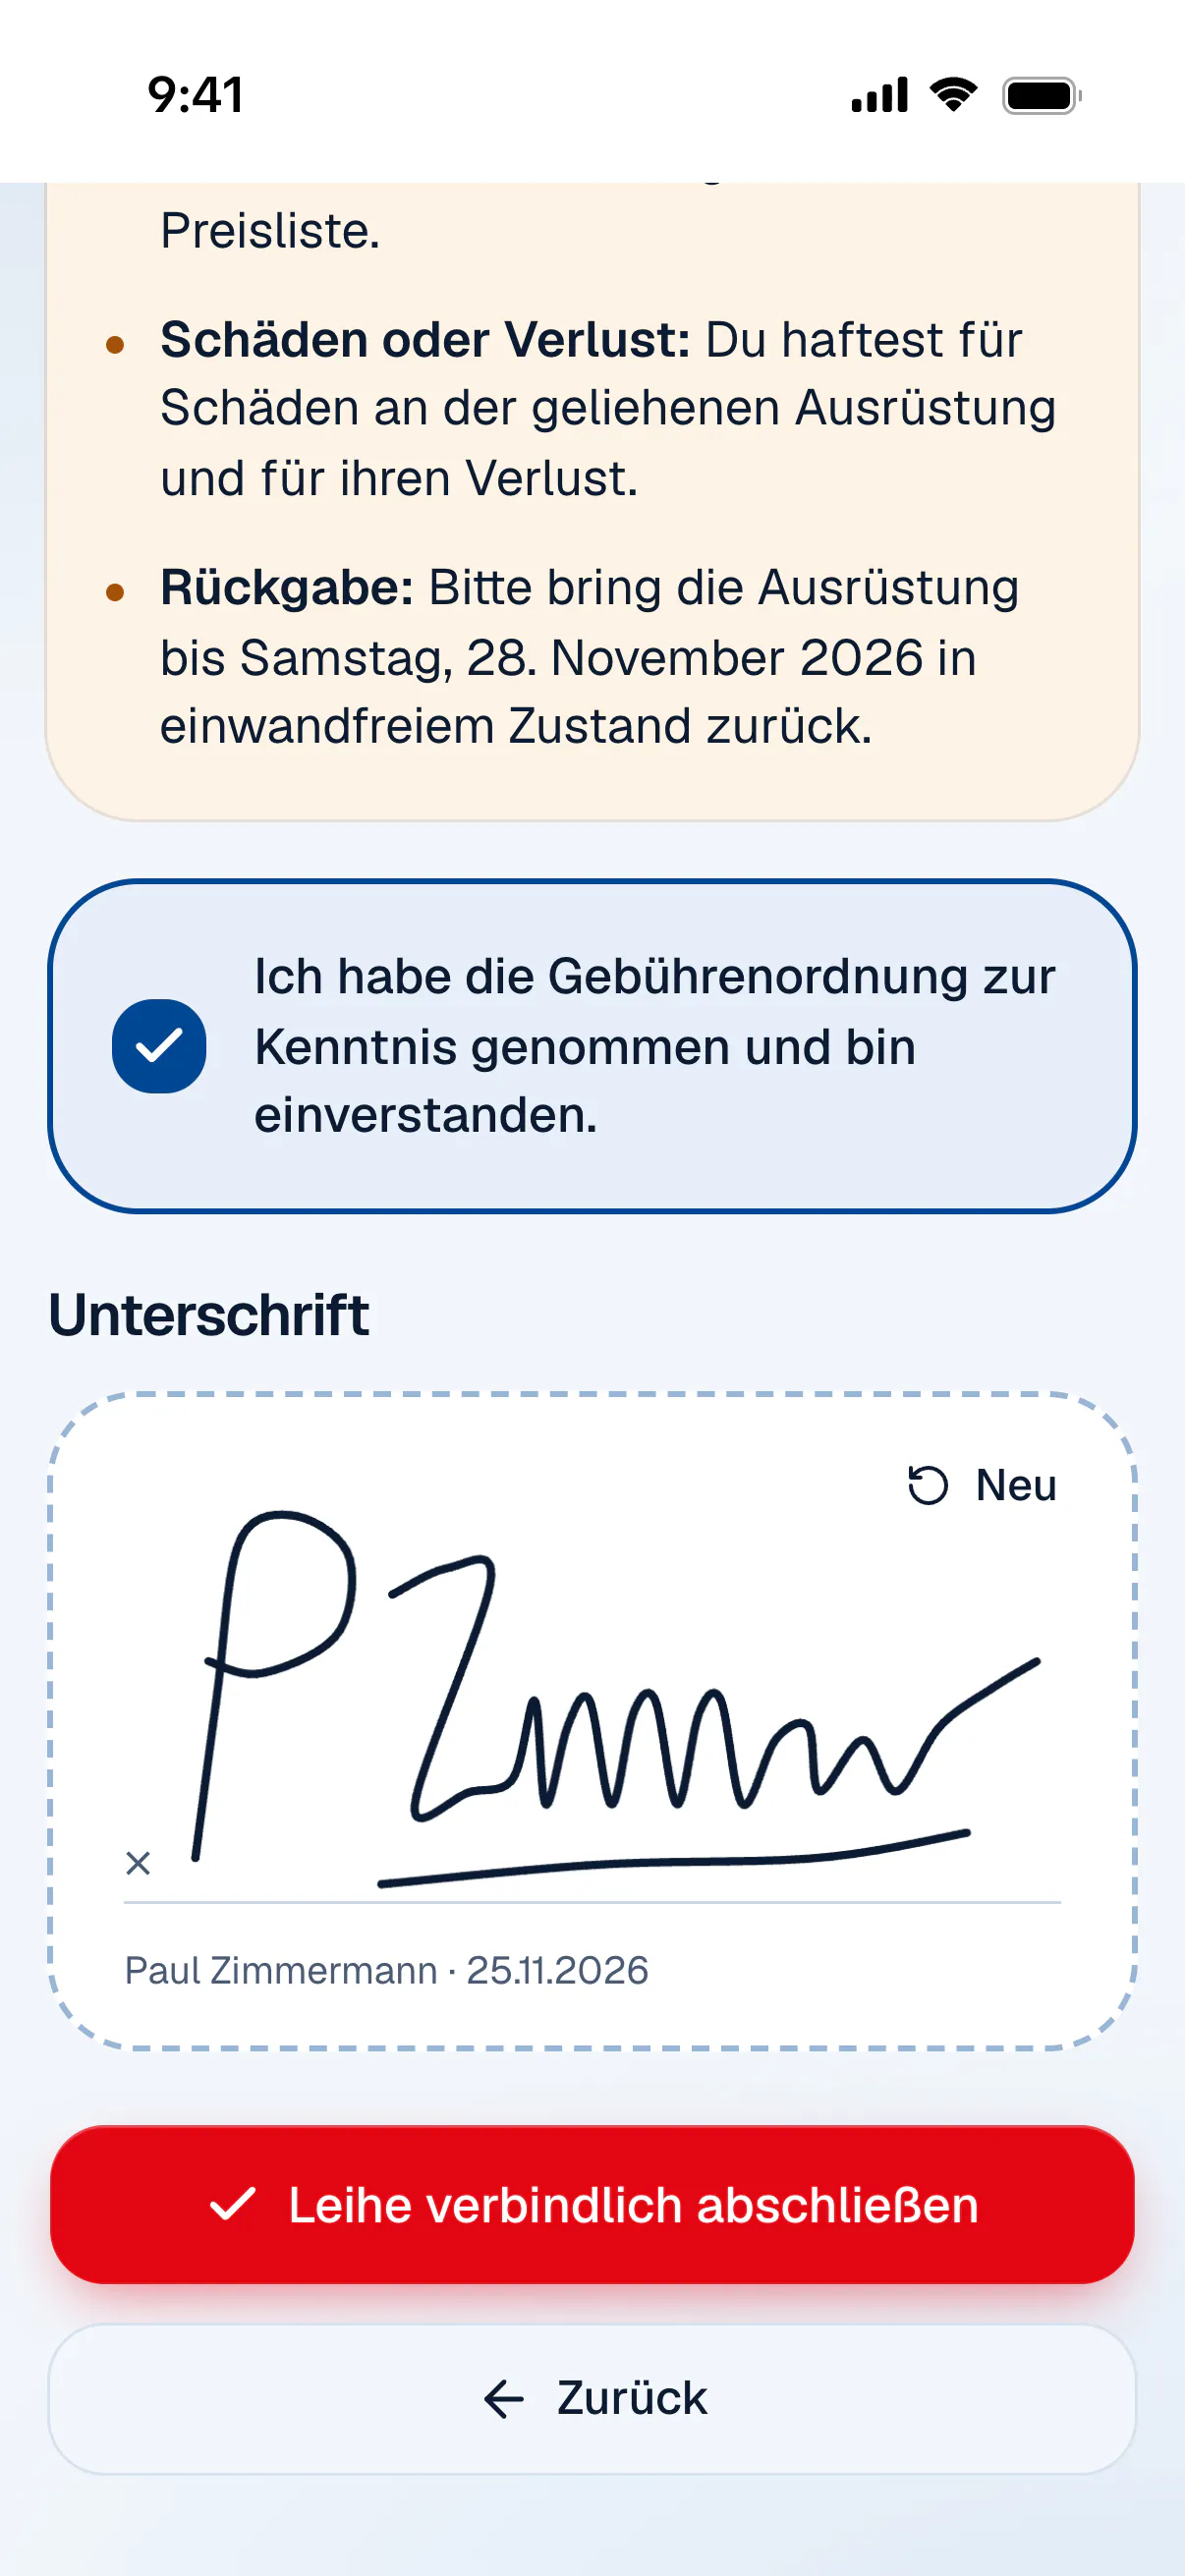 9:41
Preisliste.
Schäden oder Verlust: Du haftest für
Schäden an der geliehenen Ausrüstung
und für ihren Verlust.
Rückgabe: Bitte bring die Ausrüstung
bis Samstag, 28. November 2026 in
einwandfreiem Zustand zurück.
Ich habe die Gebührenordnung zur
Kenntnis genommen und bin
einverstanden.
Unterschrift
Neu
Paul Zimmermann · 25.11.2026
Leihe verbindlich abschließen
Zurück